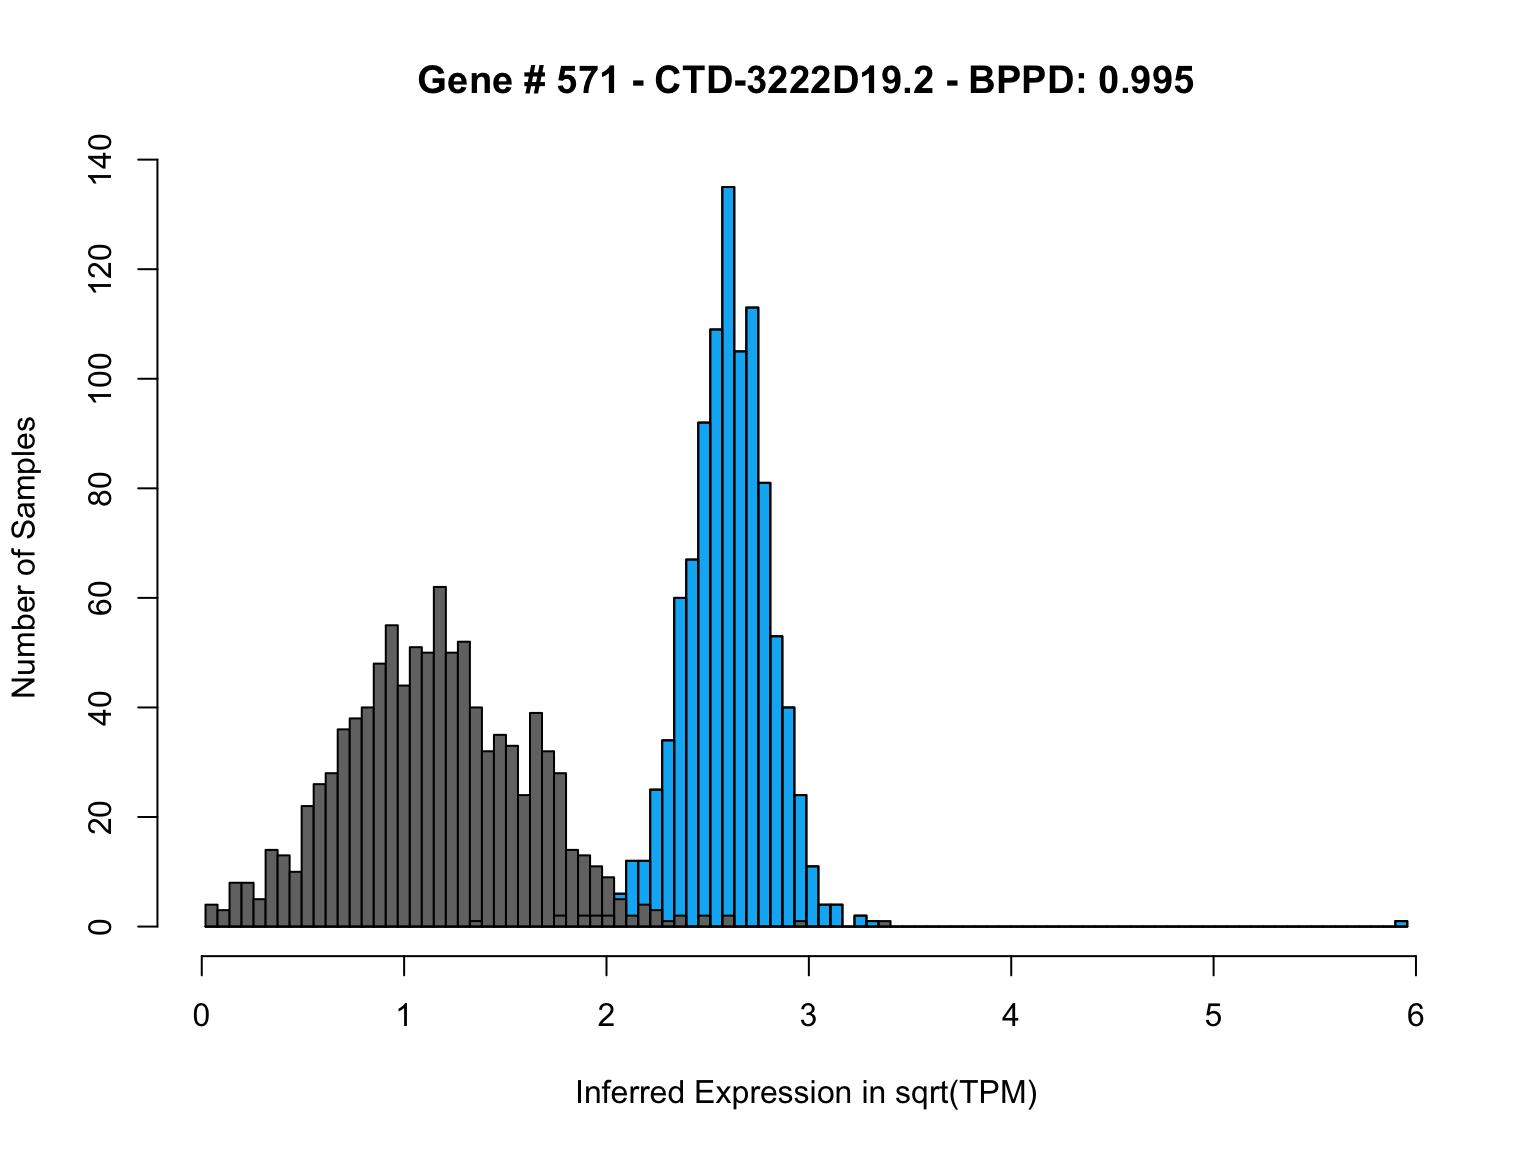 Gene # 571 - CTD-3222D19.2 - BPPD: 0.995
140
120
100
80
60
40
20
0
Number of Samples
0 1 2 3 4 5 6
Inferred Expression in sqrt(TPM)